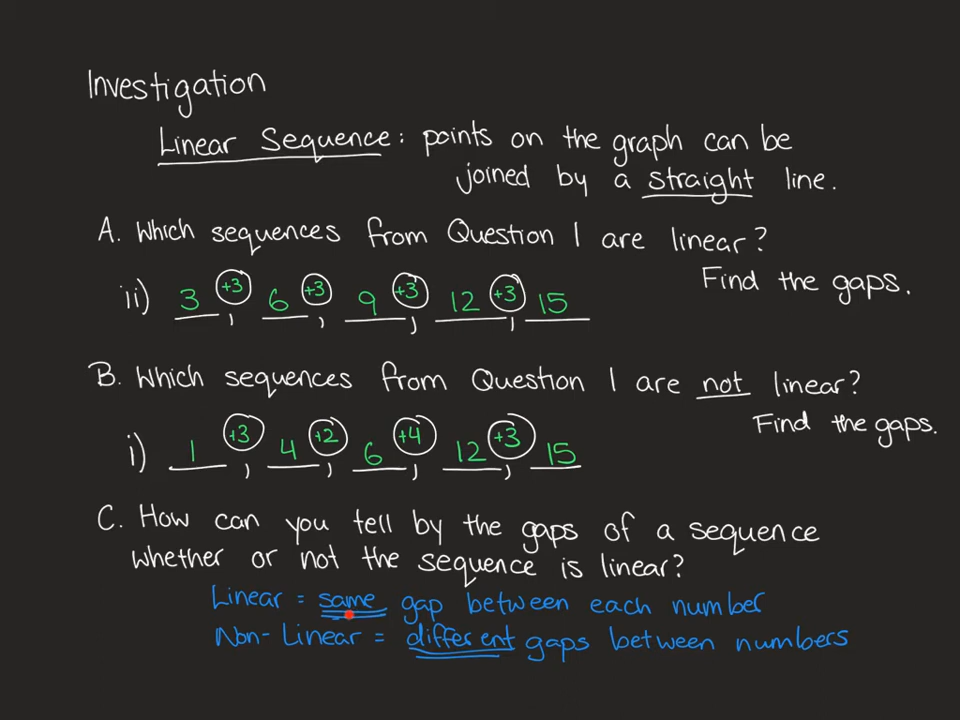 Investigation
Linear Sequence: points on the graph can be
joined by a straight line.
A. Which sequences from Question 1 are linear?
Find the gaps.
ii) 3 +3, 6 +3, 9 +3, 12 +3, 15
B. Which sequences from Question 1 are not linear?
Find the gaps.
i) 1 +3, 4 +2, 6 +4, 12 +3, 15
C. How can you tell by the gaps of a sequence
whether or not the sequence is linear?
Linear = same gap between each number
Non-Linear = different gaps between numbers